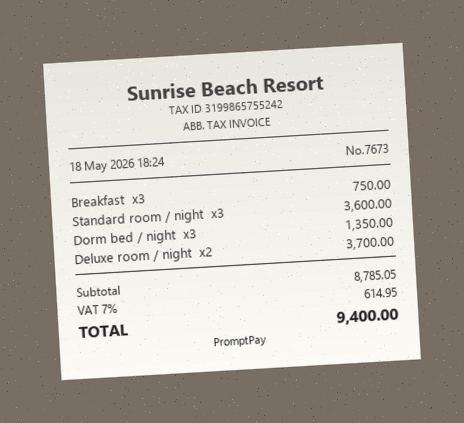 Sunrise Beach Resort
TAX ID 3199865755242
ABB. TAX INVOICE
18 May 2026 18:24 No.7673
Breakfast x3 750.00
Standard room / night x3 3,600.00
Dorm bed / night x3 1,350.00
Deluxe room / night x2 3,700.00
Subtotal 8,785.05
VAT 7% 614.95
TOTAL 9,400.00
PromptPay